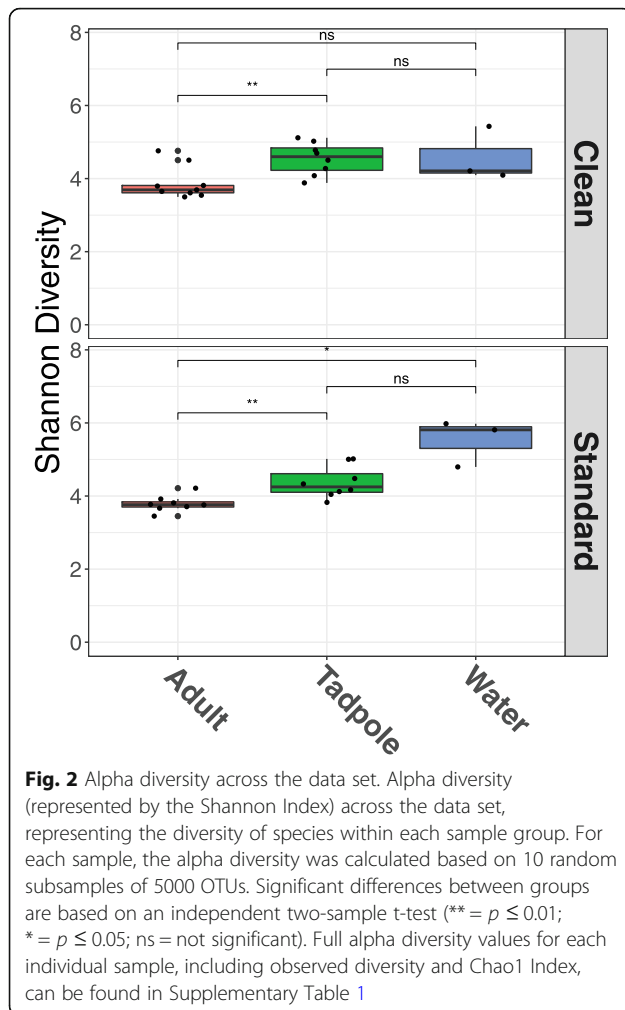 8
6
4
2
0
ns
ns
**
Clean
8
6
4
2
0
*
ns
**
Standard
Shannon Diversity
Adult
Tadpole
Water
Fig. 2 Alpha diversity across the data set. Alpha diversity
(represented by the Shannon Index) across the data set,
representing the diversity of species within each sample group. For
each sample, the alpha diversity was calculated based on 10 random
subsamples of 5000 OTUs. Significant differences between groups
are based on an independent two-sample t-test (** = p ≤ 0.01;
* = p ≤ 0.05; ns = not significant). Full alpha diversity values for each
individual sample, including observed diversity and Chao1 Index,
can be found in Supplementary Table 1